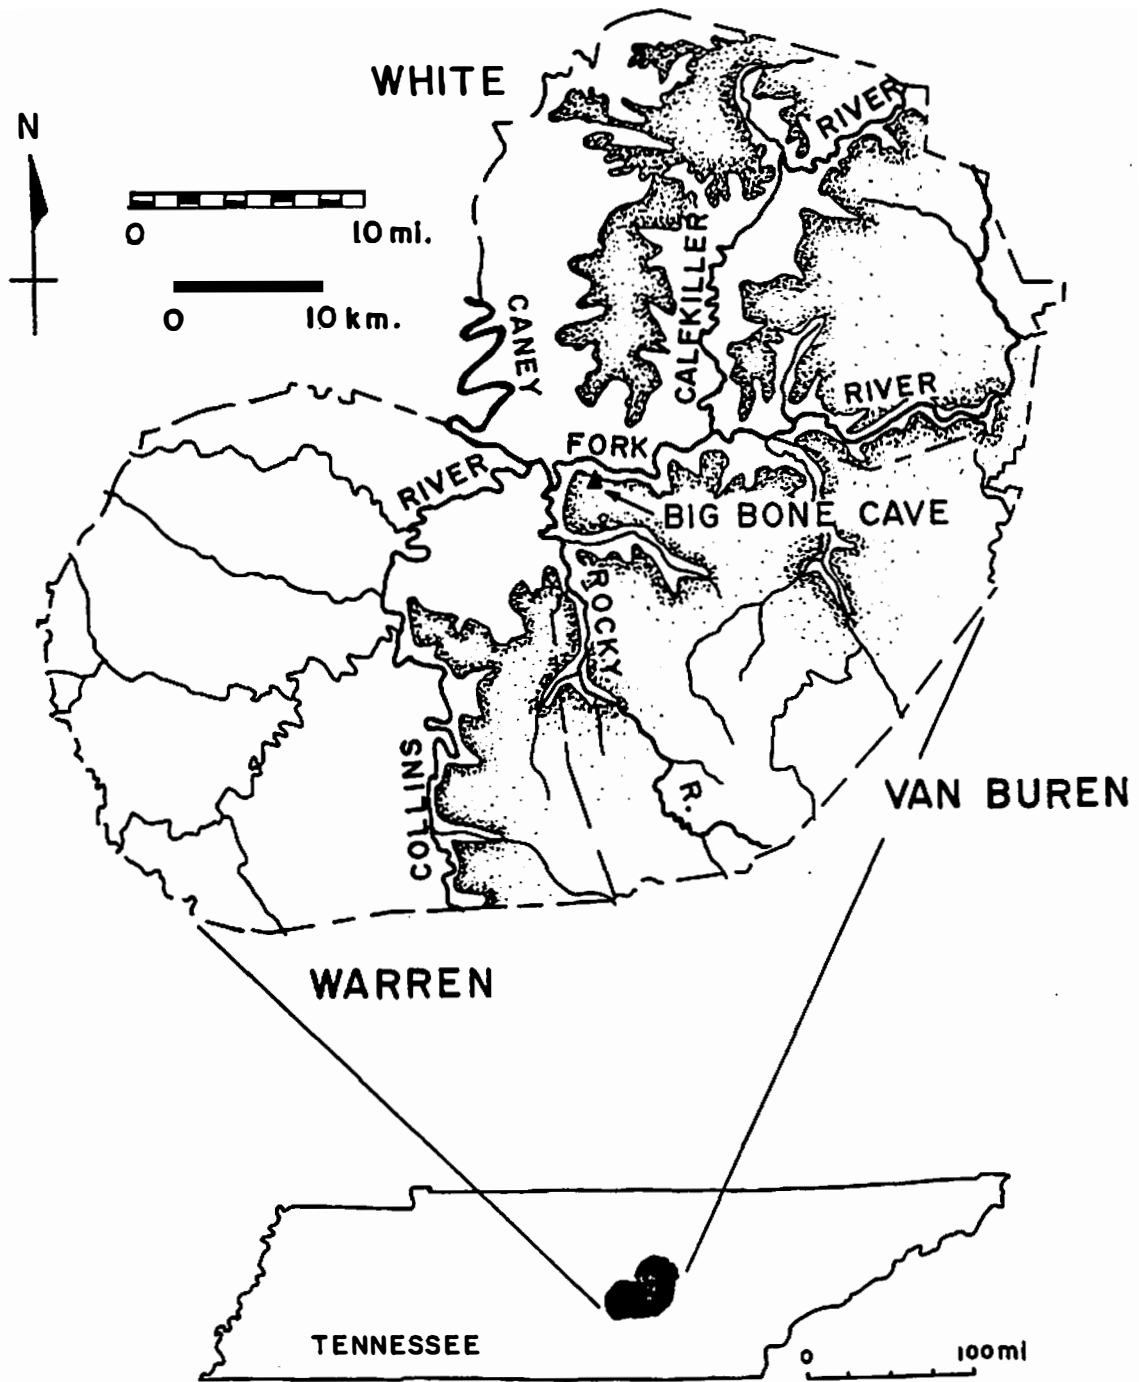 WHITE
RIVER
N
0 10 mi.
0 10 km.
CALFKILLER
CANEY
RIVER
FORK
RIVER
BIG BONE CAVE
ROCKY
R.
COLLINS
VAN BUREN
WARREN
TENNESSEE
0 100 mi